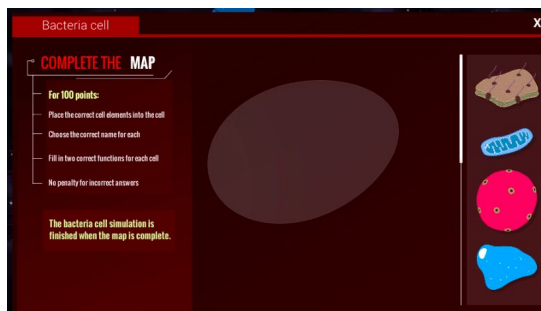 Bacteria cell
X
COMPLETE THE MAP
For 100 points:
Place the correct cell elements into the cell
Choose the correct name for each
Fill in two correct functions for each cell
No penalty for incorrect answers
The bacteria cell simulation is
finished when the map is complete.